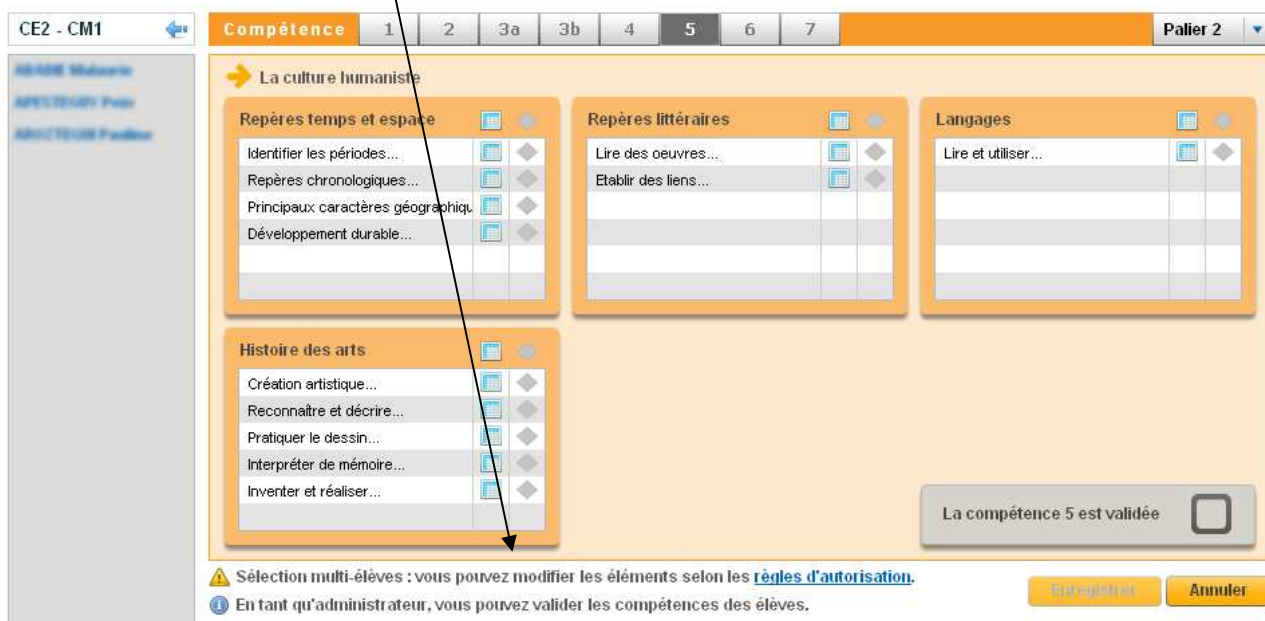 CE2 - CM1
Compétence 1 2 3a 3b 4 5 6 7
Palier 2
La culture humaniste
Repères temps et espace
Identifier les périodes...
Repères chronologiques...
Principaux caractères géographiqu
Développement durable...
Repères littéraires
Lire des oeuvres...
Etablir des liens...
Langages
Lire et utiliser...
Histoire des arts
Création artistique...
Reconnaître et décrire...
Pratiquer le dessin...
Interpréter de mémoire...
Inventer et réaliser...
La compétence 5 est validée
Sélection multi-élèves : vous pouvez modifier les éléments selon les règles d'autorisation.
En tant qu'administrateur, vous pouvez valider les compétences des élèves.
Enregistrer
Annuler